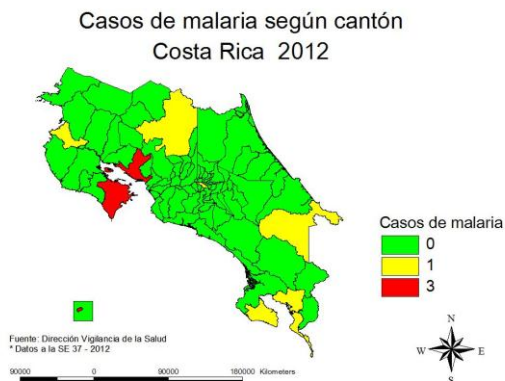 Casos de malaria según cantón
Costa Rica 2012
Casos de malaria
0
1
3
Fuente: Dirección Vigilancia de la Salud
* Datos a la SE 37 - 2012
90000 0 90000 180000 Kilometers
N
W E
S